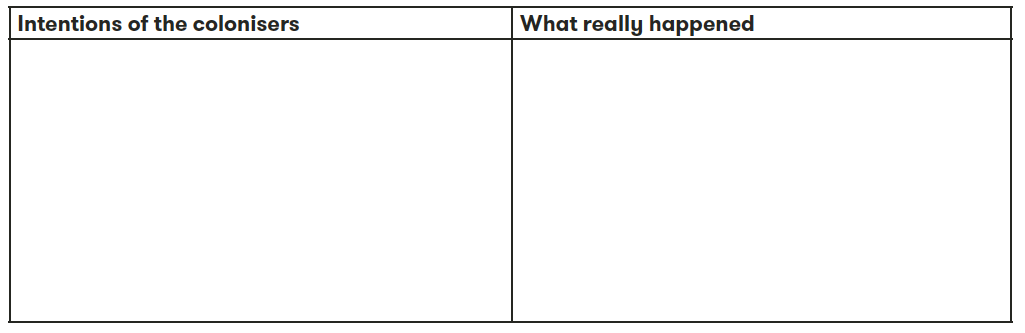 Intentions of the colonisers
What really happened